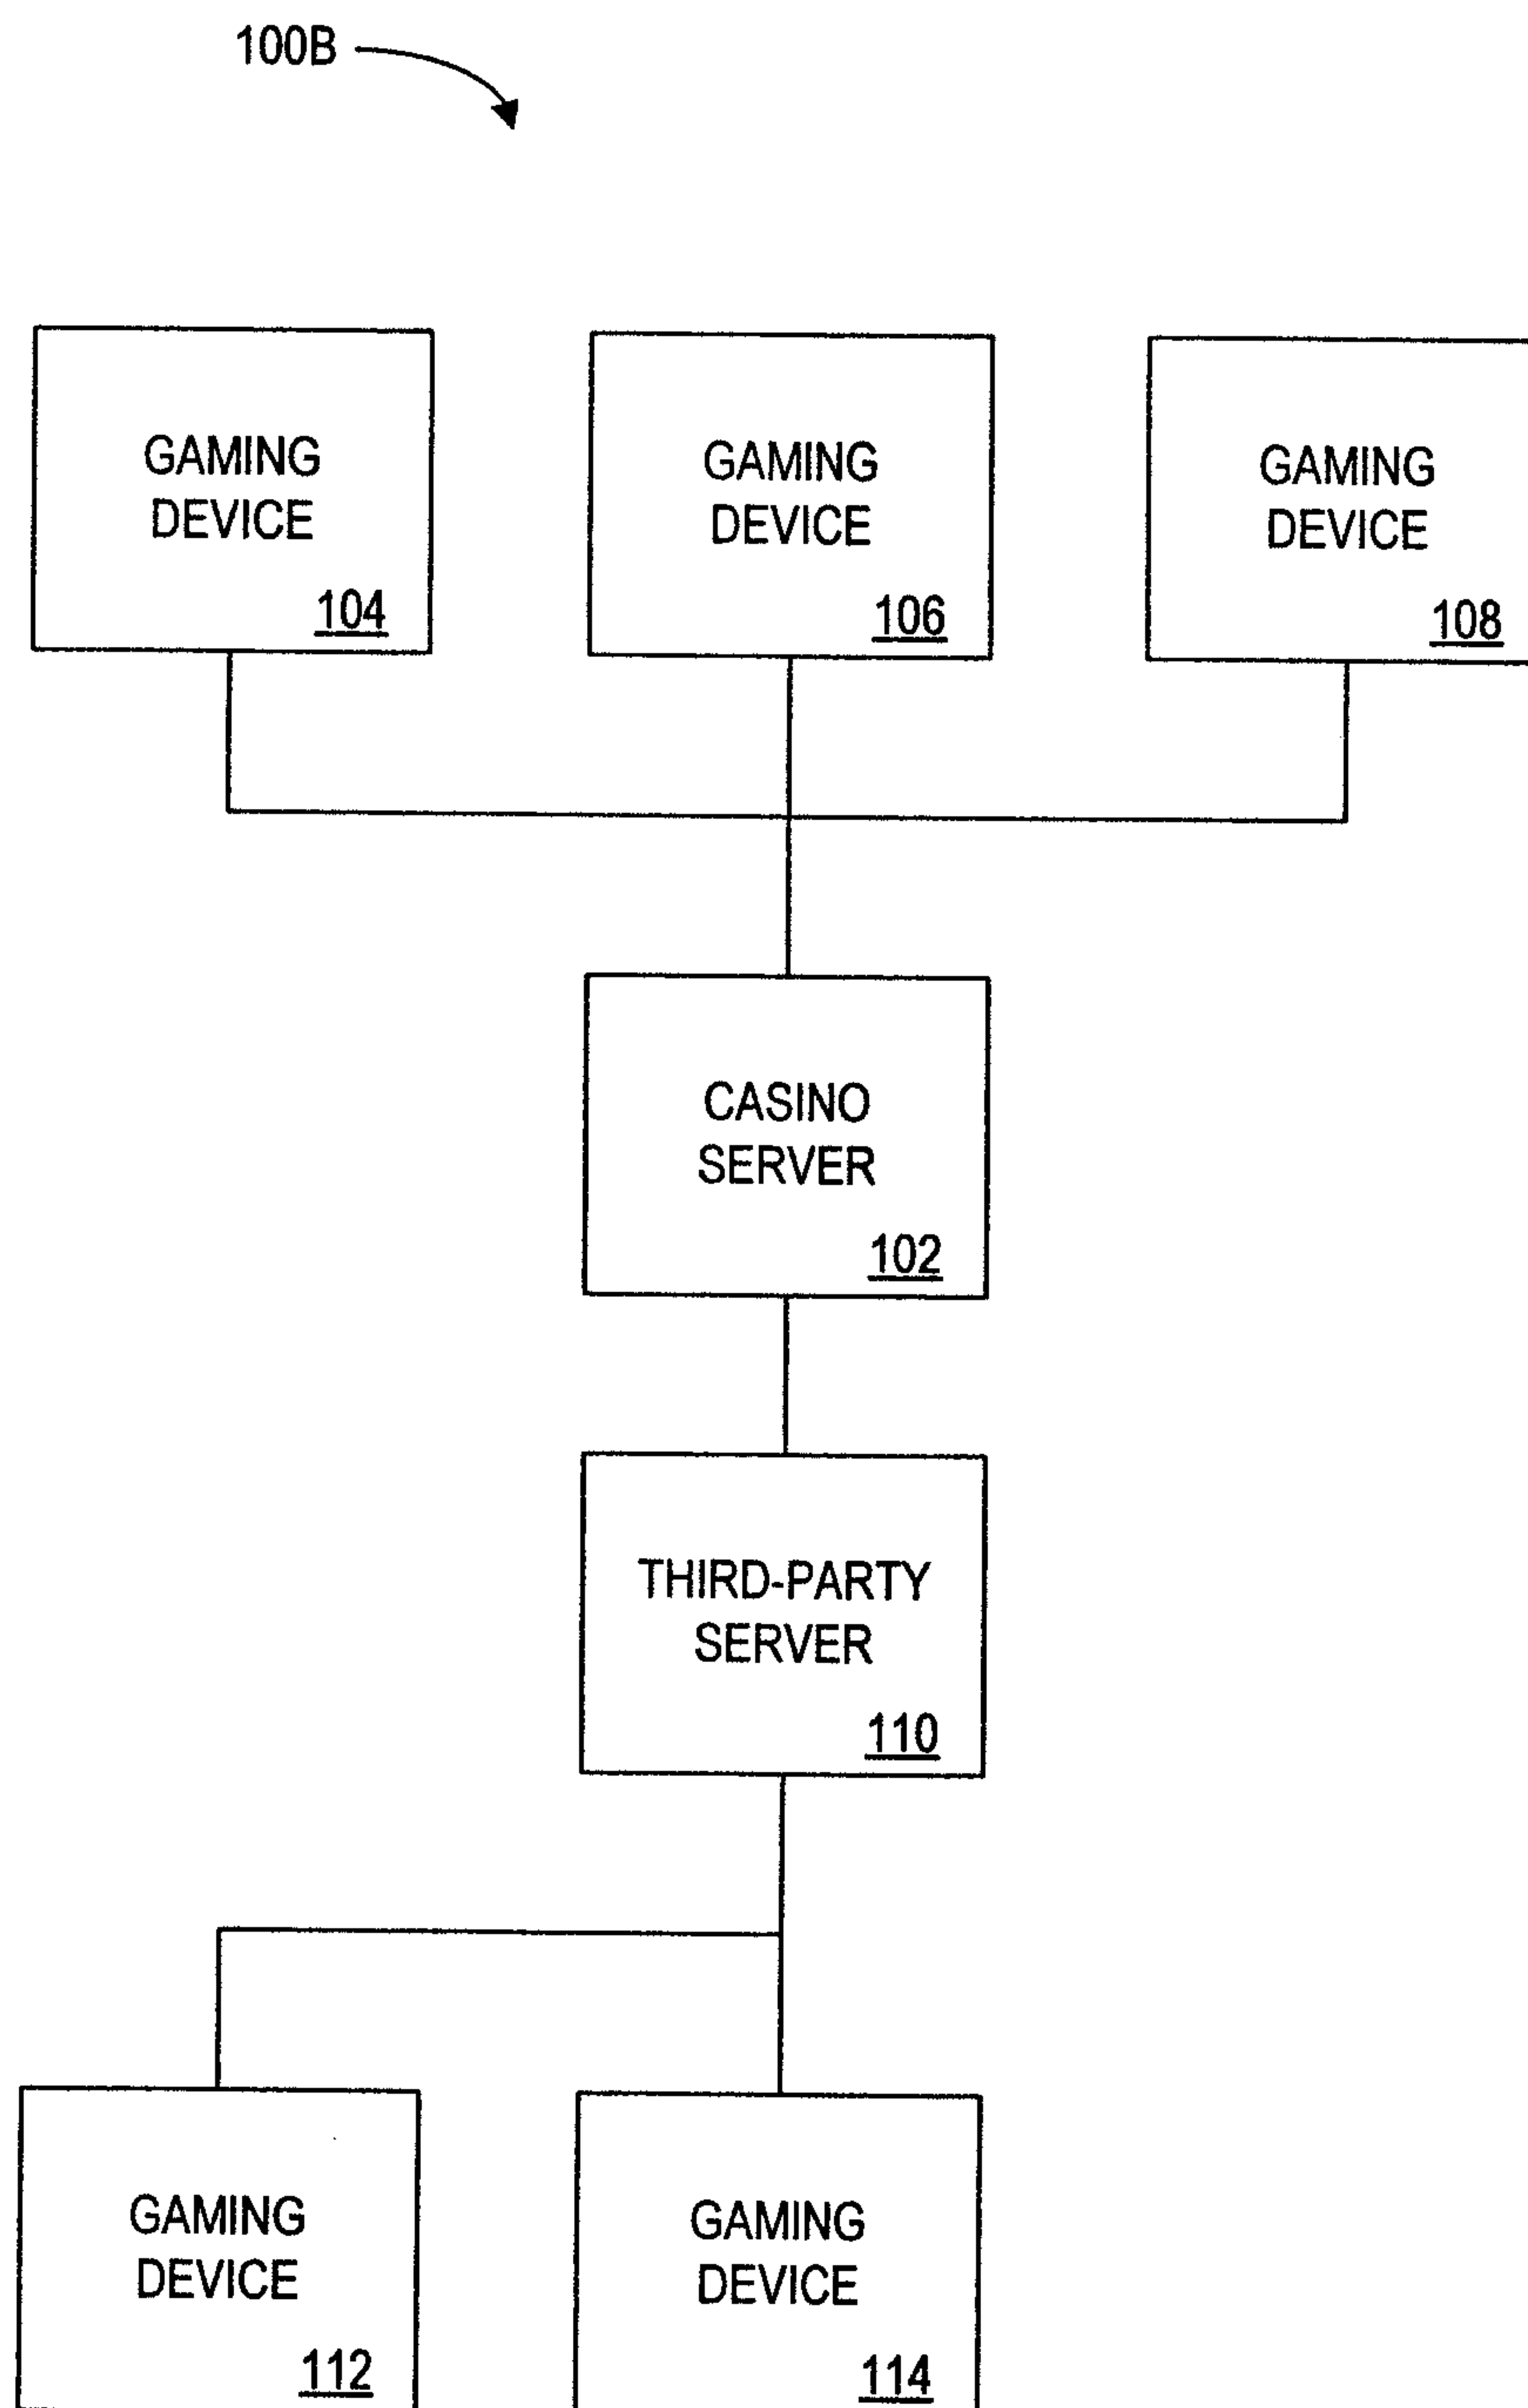 100B
GAMING
DEVICE
104
GAMING
DEVICE
106
GAMING
DEVICE
108
CASINO
SERVER
102
THIRD-PARTY
SERVER
110
GAMING
DEVICE
112
GAMING
DEVICE
114